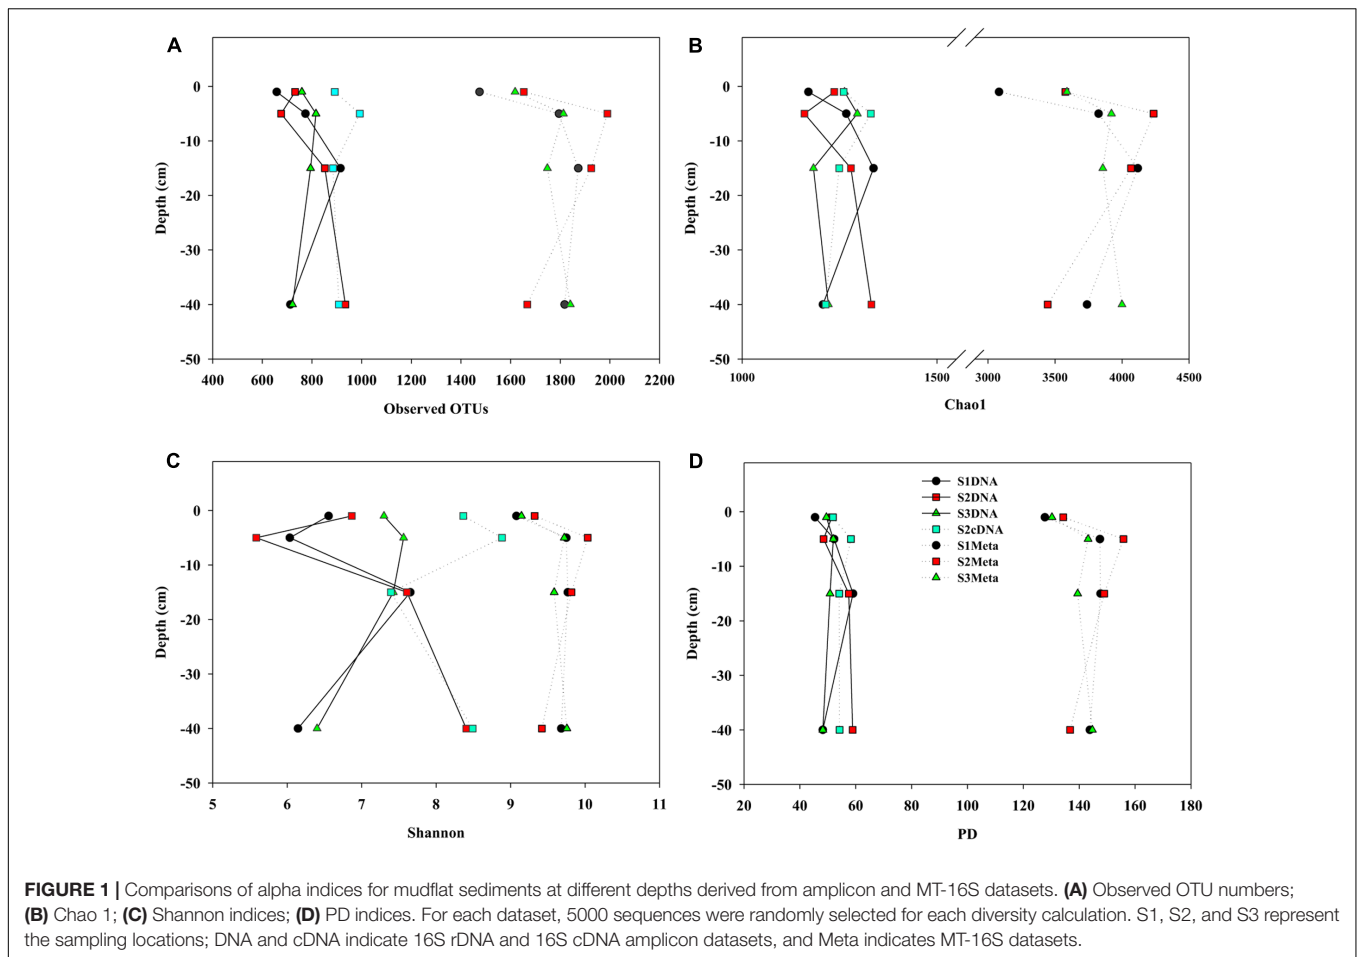 A
0
-10
-20
-30
-40
-50
Depth (cm)
400 600 800 1000 1200 1400 1600 1800 2000 2200
Observed OTUs
B
0
-10
-20
-30
-40
-50
Depth (cm)
1000 1500 3000 3500 4000 4500
Chao1
C
0
-10
-20
-30
-40
-50
Depth (cm)
5 6 7 8 9 10 11
Shannon
D
S1DNA
S2DNA
S3DNA
S2cDNA
S1Meta
S2Meta
S3Meta
0
-10
-20
-30
-40
-50
Depth (cm)
20 40 60 80 100 120 140 160 180
PD
FIGURE 1 | Comparisons of alpha indices for mudflat sediments at different depths derived from amplicon and MT-16S datasets. (A) Observed OTU numbers;
(B) Chao 1; (C) Shannon indices; (D) PD indices. For each dataset, 5000 sequences were randomly selected for each diversity calculation. S1, S2, and S3 represent
the sampling locations; DNA and cDNA indicate 16S rDNA and 16S cDNA amplicon datasets, and Meta indicates MT-16S datasets.